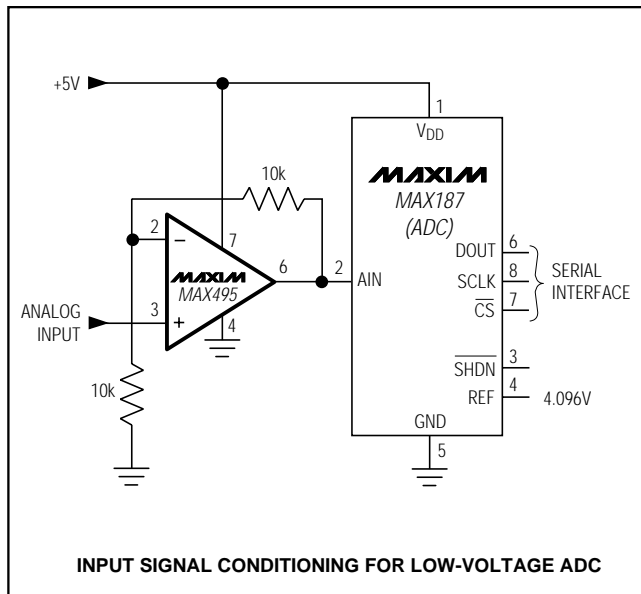 +5V
1
VDD
10k
MAXIM
MAX187
(ADC)
2
−
7
MAXIM
MAX495
6
2
AIN
DOUT
6
SCLK
8
CS
7
SERIAL
INTERFACE
ANALOG
INPUT
3
+
4
SHDN
3
REF
4
4.096V
10k
GND
5
INPUT SIGNAL CONDITIONING FOR LOW-VOLTAGE ADC